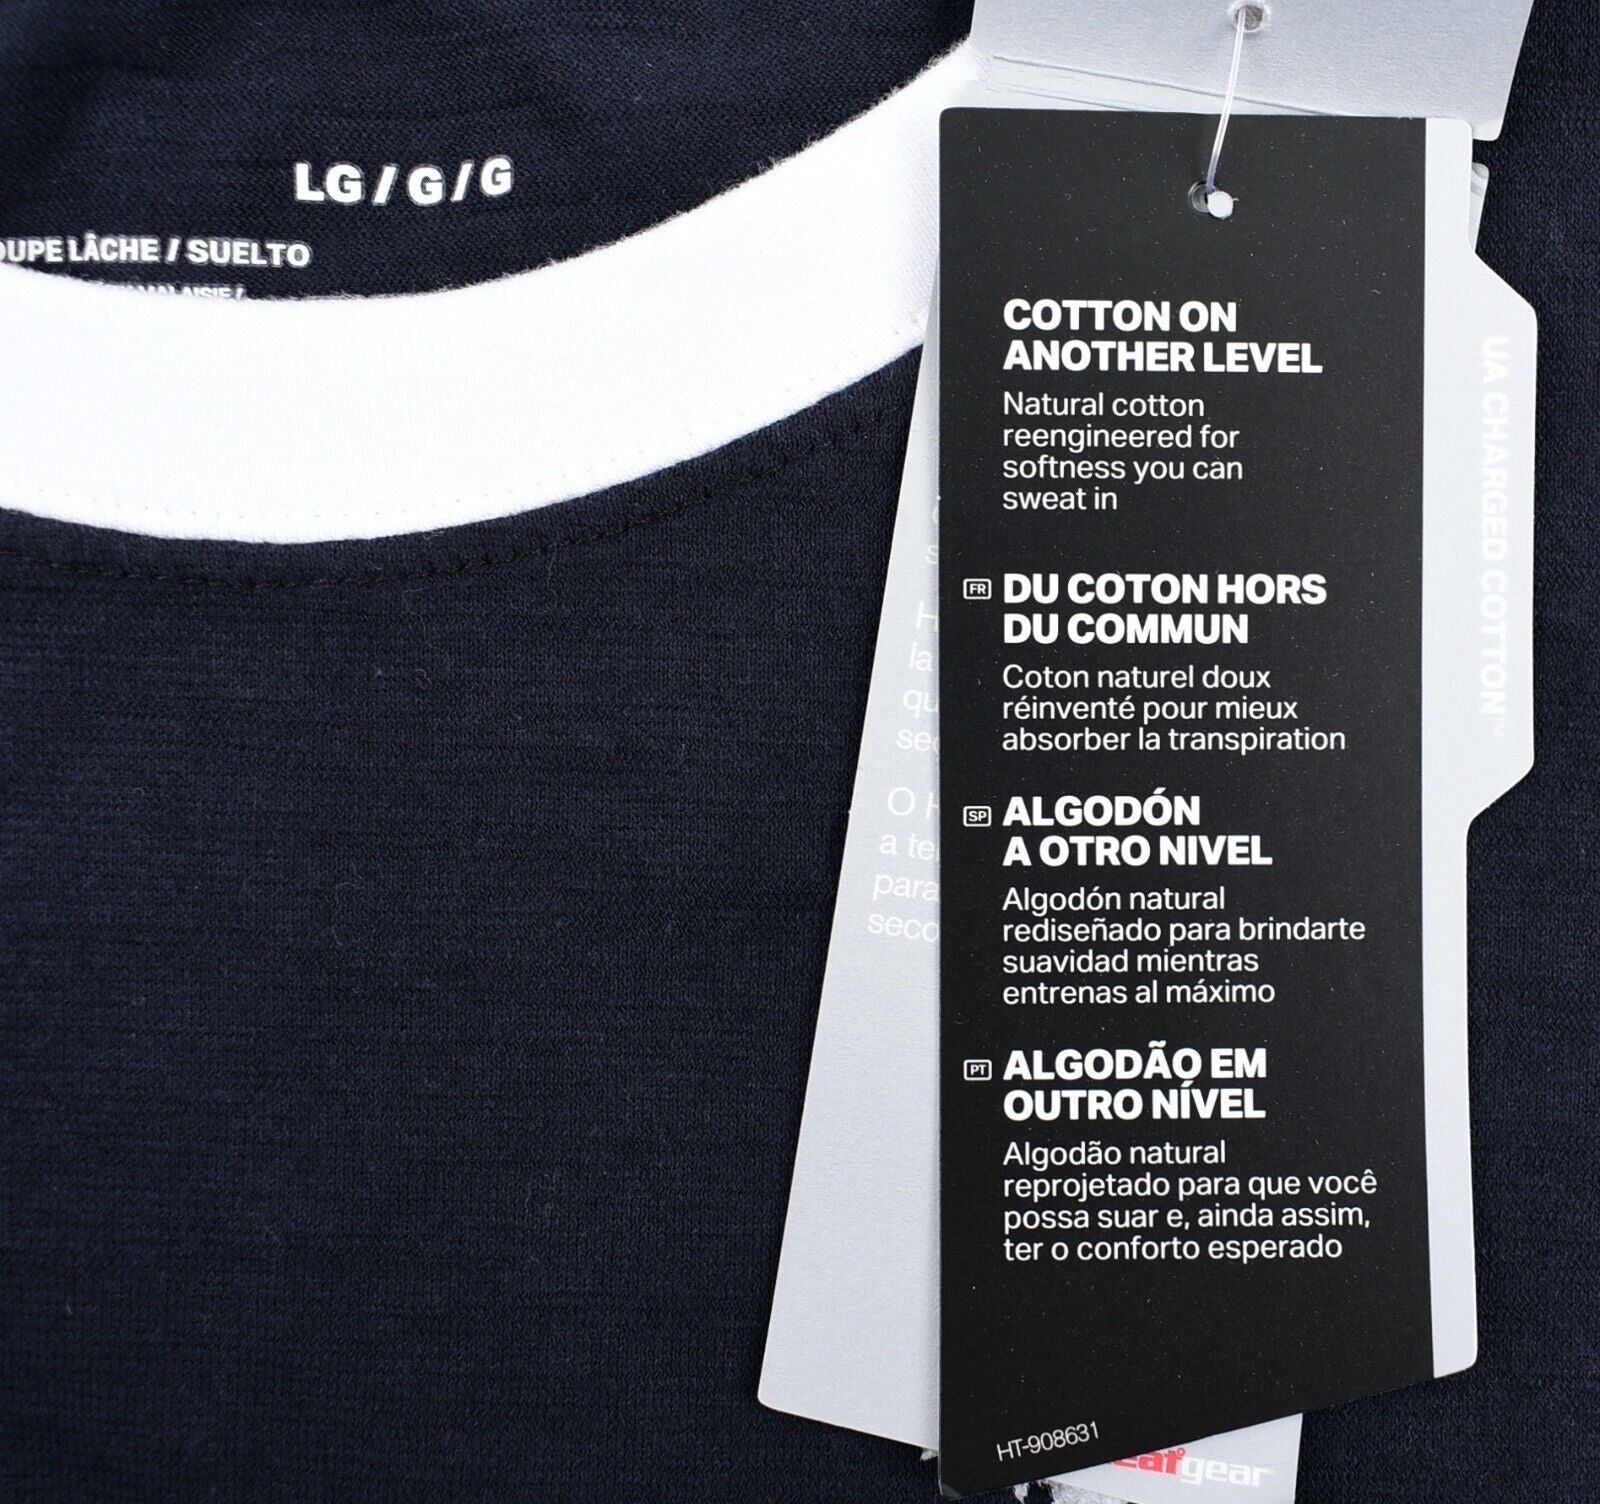 LG / G / G
LÂCHE / SUELTO
COTTON ON
ANOTHER LEVEL
Natural cotton
reengineered for
softness you can
sweat in
FR DU COTON HORS
DU COMMUN
Coton naturel doux
réinventé pour mieux
absorber la transpiration
SP ALGODÓN
A OTRO NIVEL
Algodón natural
rediseñado para brindarte
suavidad mientras
entrenas al máximo
PT ALGODÃO EM
OUTRO NÍVEL
Algodão natural
reprojetado para que você
possa suar e, ainda assim,
ter o conforto esperado
HT-908631
UA CHARGED COTTON™
la
O
a
para
gear